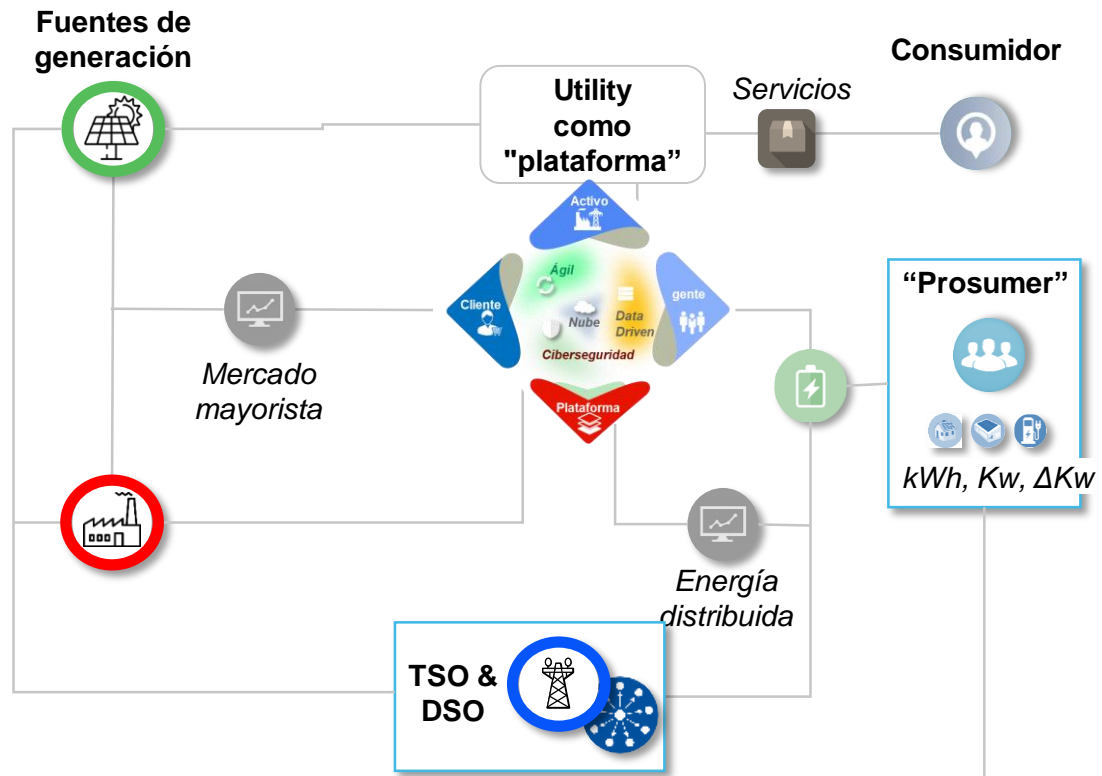 Fuentes de
generación
Utility
como
"plataforma”
Servicios
Consumidor
Activo
Ágil
Cliente
Nube
Data
Driven
gente
Ciberseguridad
Plataforma
Mercado
mayorista
“Prosumer”
kWh, Kw, ΔKw
Energía
distribuida
TSO &
DSO